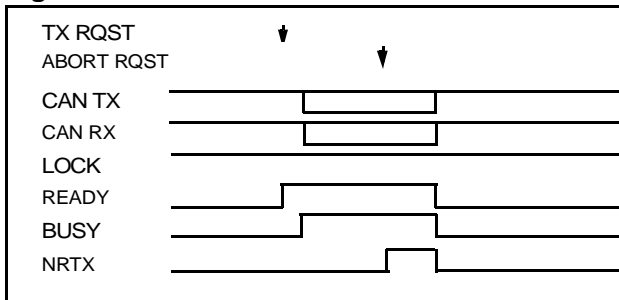 TX RQST
ABORT RQST
CAN TX
CAN RX
LOCK
READY
BUSY
NRTX